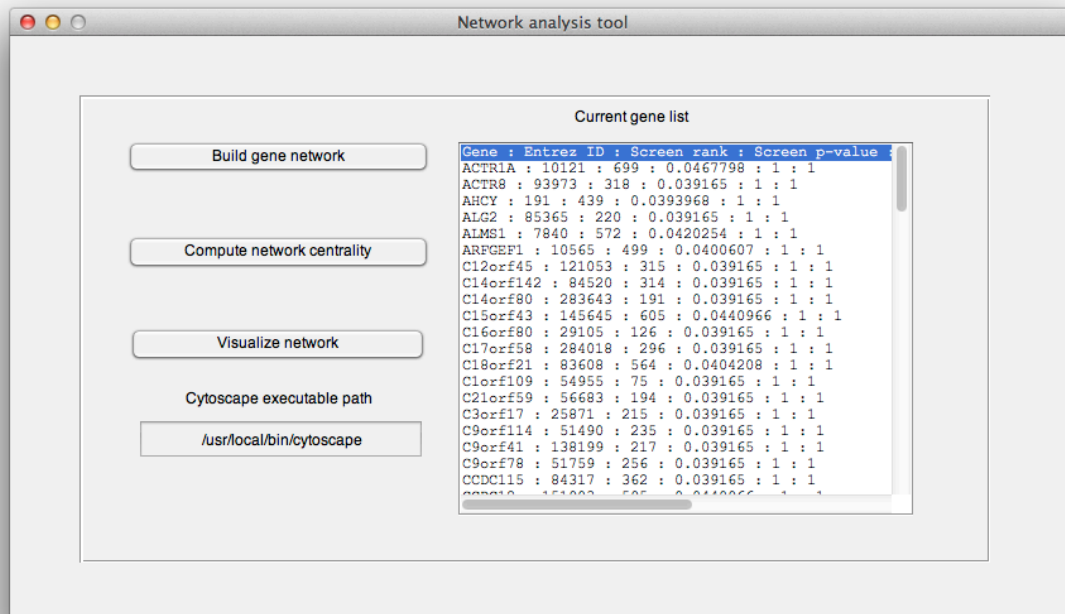 Network analysis tool
Current gene list
Build gene network
Compute network centrality
Visualize network
Cytoscape executable path
/usr/local/bin/cytoscape
Gene : Entrez ID : Screen rank : Screen p-value :
ACTR1A : 10121 : 699 : 0.0467798 : 1 : 1
ACTR8 : 93973 : 318 : 0.039165 : 1 : 1
AHCY : 191 : 439 : 0.0393968 : 1 : 1
ALG2 : 85365 : 220 : 0.039165 : 1 : 1
ALMS1 : 7840 : 572 : 0.0420254 : 1 : 1
ARFGEF1 : 10565 : 499 : 0.0400607 : 1 : 1
C12orf45 : 121053 : 315 : 0.039165 : 1 : 1
C14orf142 : 84520 : 314 : 0.039165 : 1 : 1
C14orf80 : 283643 : 191 : 0.039165 : 1 : 1
C15orf43 : 145645 : 605 : 0.0440966 : 1 : 1
C16orf80 : 29105 : 126 : 0.039165 : 1 : 1
C17orf58 : 284018 : 296 : 0.039165 : 1 : 1
C18orf21 : 83608 : 564 : 0.0404208 : 1 : 1
C1orf109 : 54955 : 75 : 0.039165 : 1 : 1
C21orf59 : 56683 : 194 : 0.039165 : 1 : 1
C3orf17 : 25871 : 215 : 0.039165 : 1 : 1
C9orf114 : 51490 : 235 : 0.039165 : 1 : 1
C9orf41 : 138199 : 217 : 0.039165 : 1 : 1
C9orf78 : 51759 : 256 : 0.039165 : 1 : 1
CCDC115 : 84317 : 362 : 0.039165 : 1 : 1